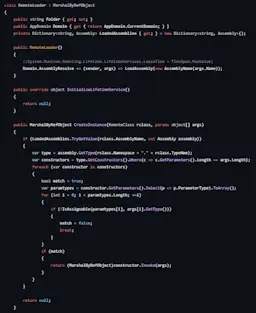 class RemoteLoader : MarshalByRefObject
{
public string Folder { get; set; }
public AppDomain Domain { get { return AppDomain.CurrentDomain; } }
private Dictionary<string, Assembly> LoadedAssemblies { get; } = new Dictionary<string, Assembly>();
public RemoteLoader()
{
//System.Runtime.Remoting.Lifetime.LifetimeServices.LeaseTime = TimeSpan.MaxValue;
Domain.AssemblyResolve += (sender, args) => LoadAssembly(new AssemblyName(args.Name));
}
public override object InitializeLifetimeService()
{
return null;
}
public MarshalByRefObject CreateInstance(RemoteClass rclass, params object[] args)
{
if (LoadedAssemblies.TryGetValue(rclass.AssemblyName, out Assembly assembly))
{
var type = assembly.GetType(rclass.Namespace + "." + rclass.TypeName);
var constructors = type.GetConstructors().Where(c => c.GetParameters().Length == args.Length);
foreach (var constructor in constructors)
{
bool match = true;
var paramtypes = constructor.GetParameters().Select(p => p.ParameterType).ToArray();
for (int i = 0; i < paramtypes.Length; ++i)
{
if (!IsAssignable(paramtypes[i], args[i].GetType()))
{
match = false;
break;
}
}
if (match)
{
return (MarshalByRefObject)constructor.Invoke(args);
}
}
}
return null;
}